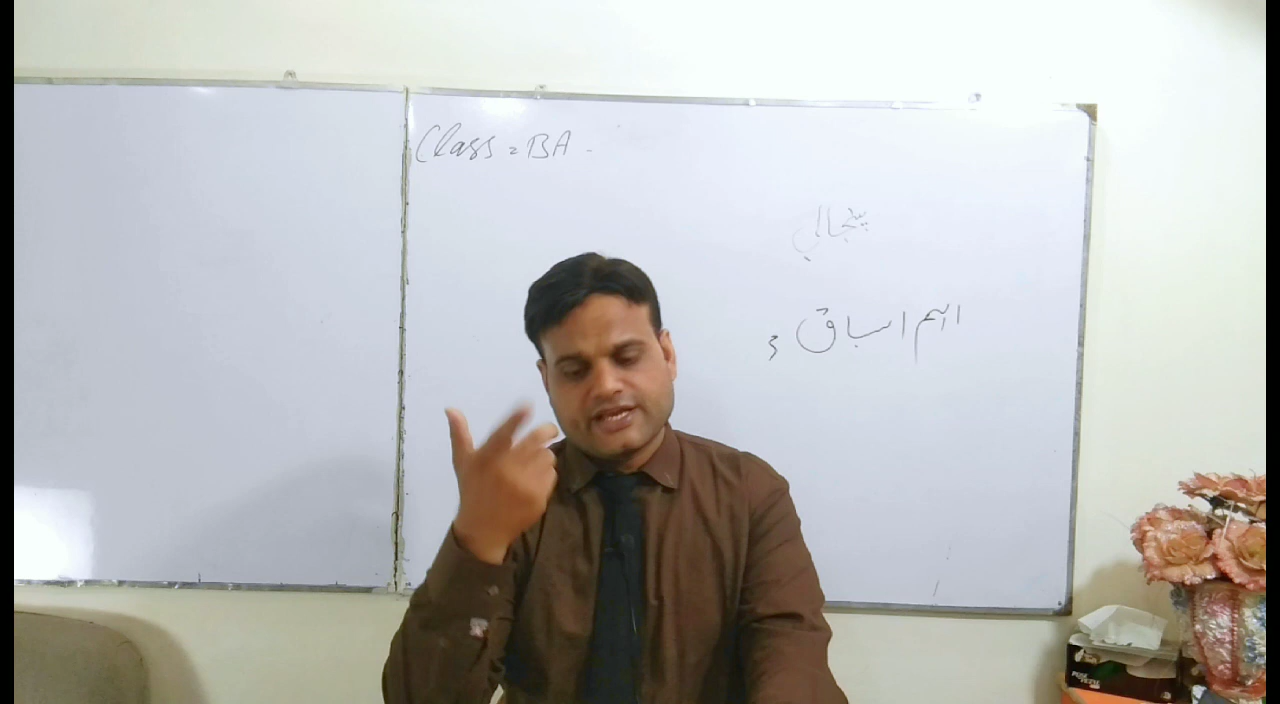 Class = BA -
پنجابی
اہم اسباق ؟